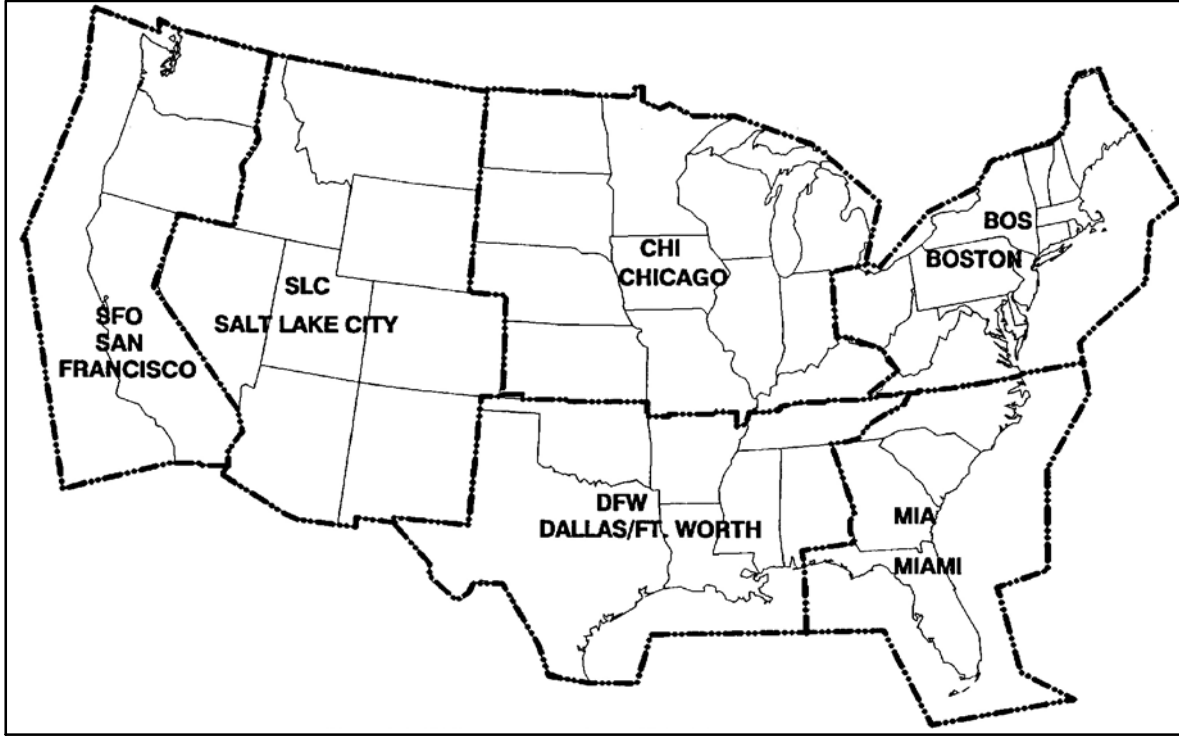 SFO
SAN
FRANCISCO
SLC
SALT LAKE CITY
CHI
CHICAGO
BOS
BOSTON
DFW
DALLAS/FT. WORTH
MIA
MIAMI